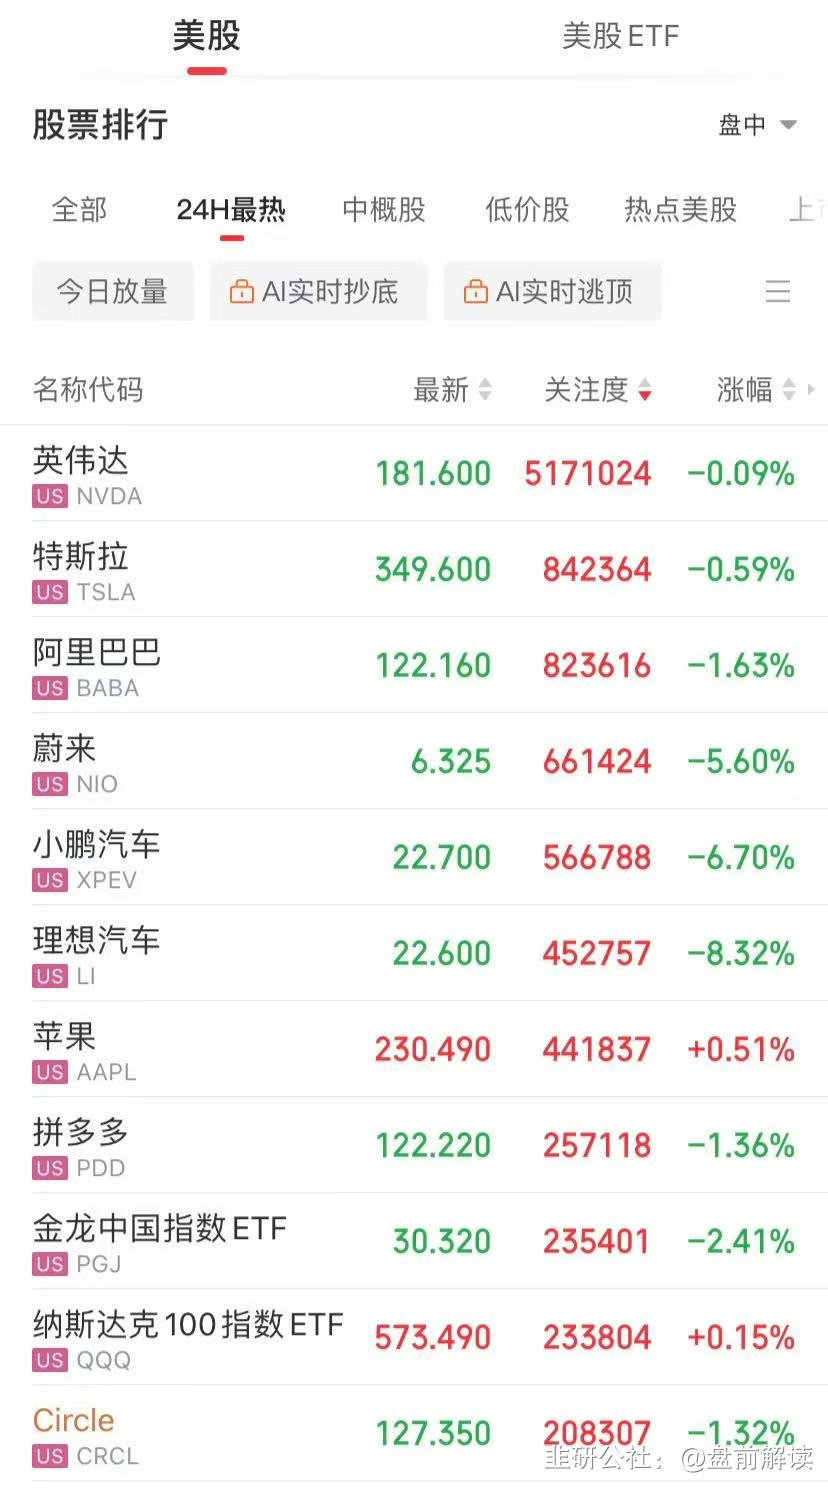 美股 美股ETF
股票排行 盘中
全部 24H最热 中概股 低价股 热点美股 上
今日放量 AI实时抄底 AI实时逃顶
名称代码 最新 关注度 涨幅
英伟达 181.600 5171024 -0.09%
US NVDA
特斯拉 349.600 842364 -0.59%
US TSLA
阿里巴巴 122.160 823616 -1.63%
US BABA
蔚来 6.325 661424 -5.60%
US NIO
小鹏汽车 22.700 566788 -6.70%
US XPEV
理想汽车 22.600 452757 -8.32%
US LI
苹果 230.490 441837 +0.51%
US AAPL
拼多多 122.220 257118 -1.36%
US PDD
金龙中国指数ETF 30.320 235401 -2.41%
US PGJ
纳斯达克100指数ETF 573.490 233804 +0.15%
US QQQ
Circle 127.350 208307 -1.32%
US CRCL
韭研公社：@盘前解读